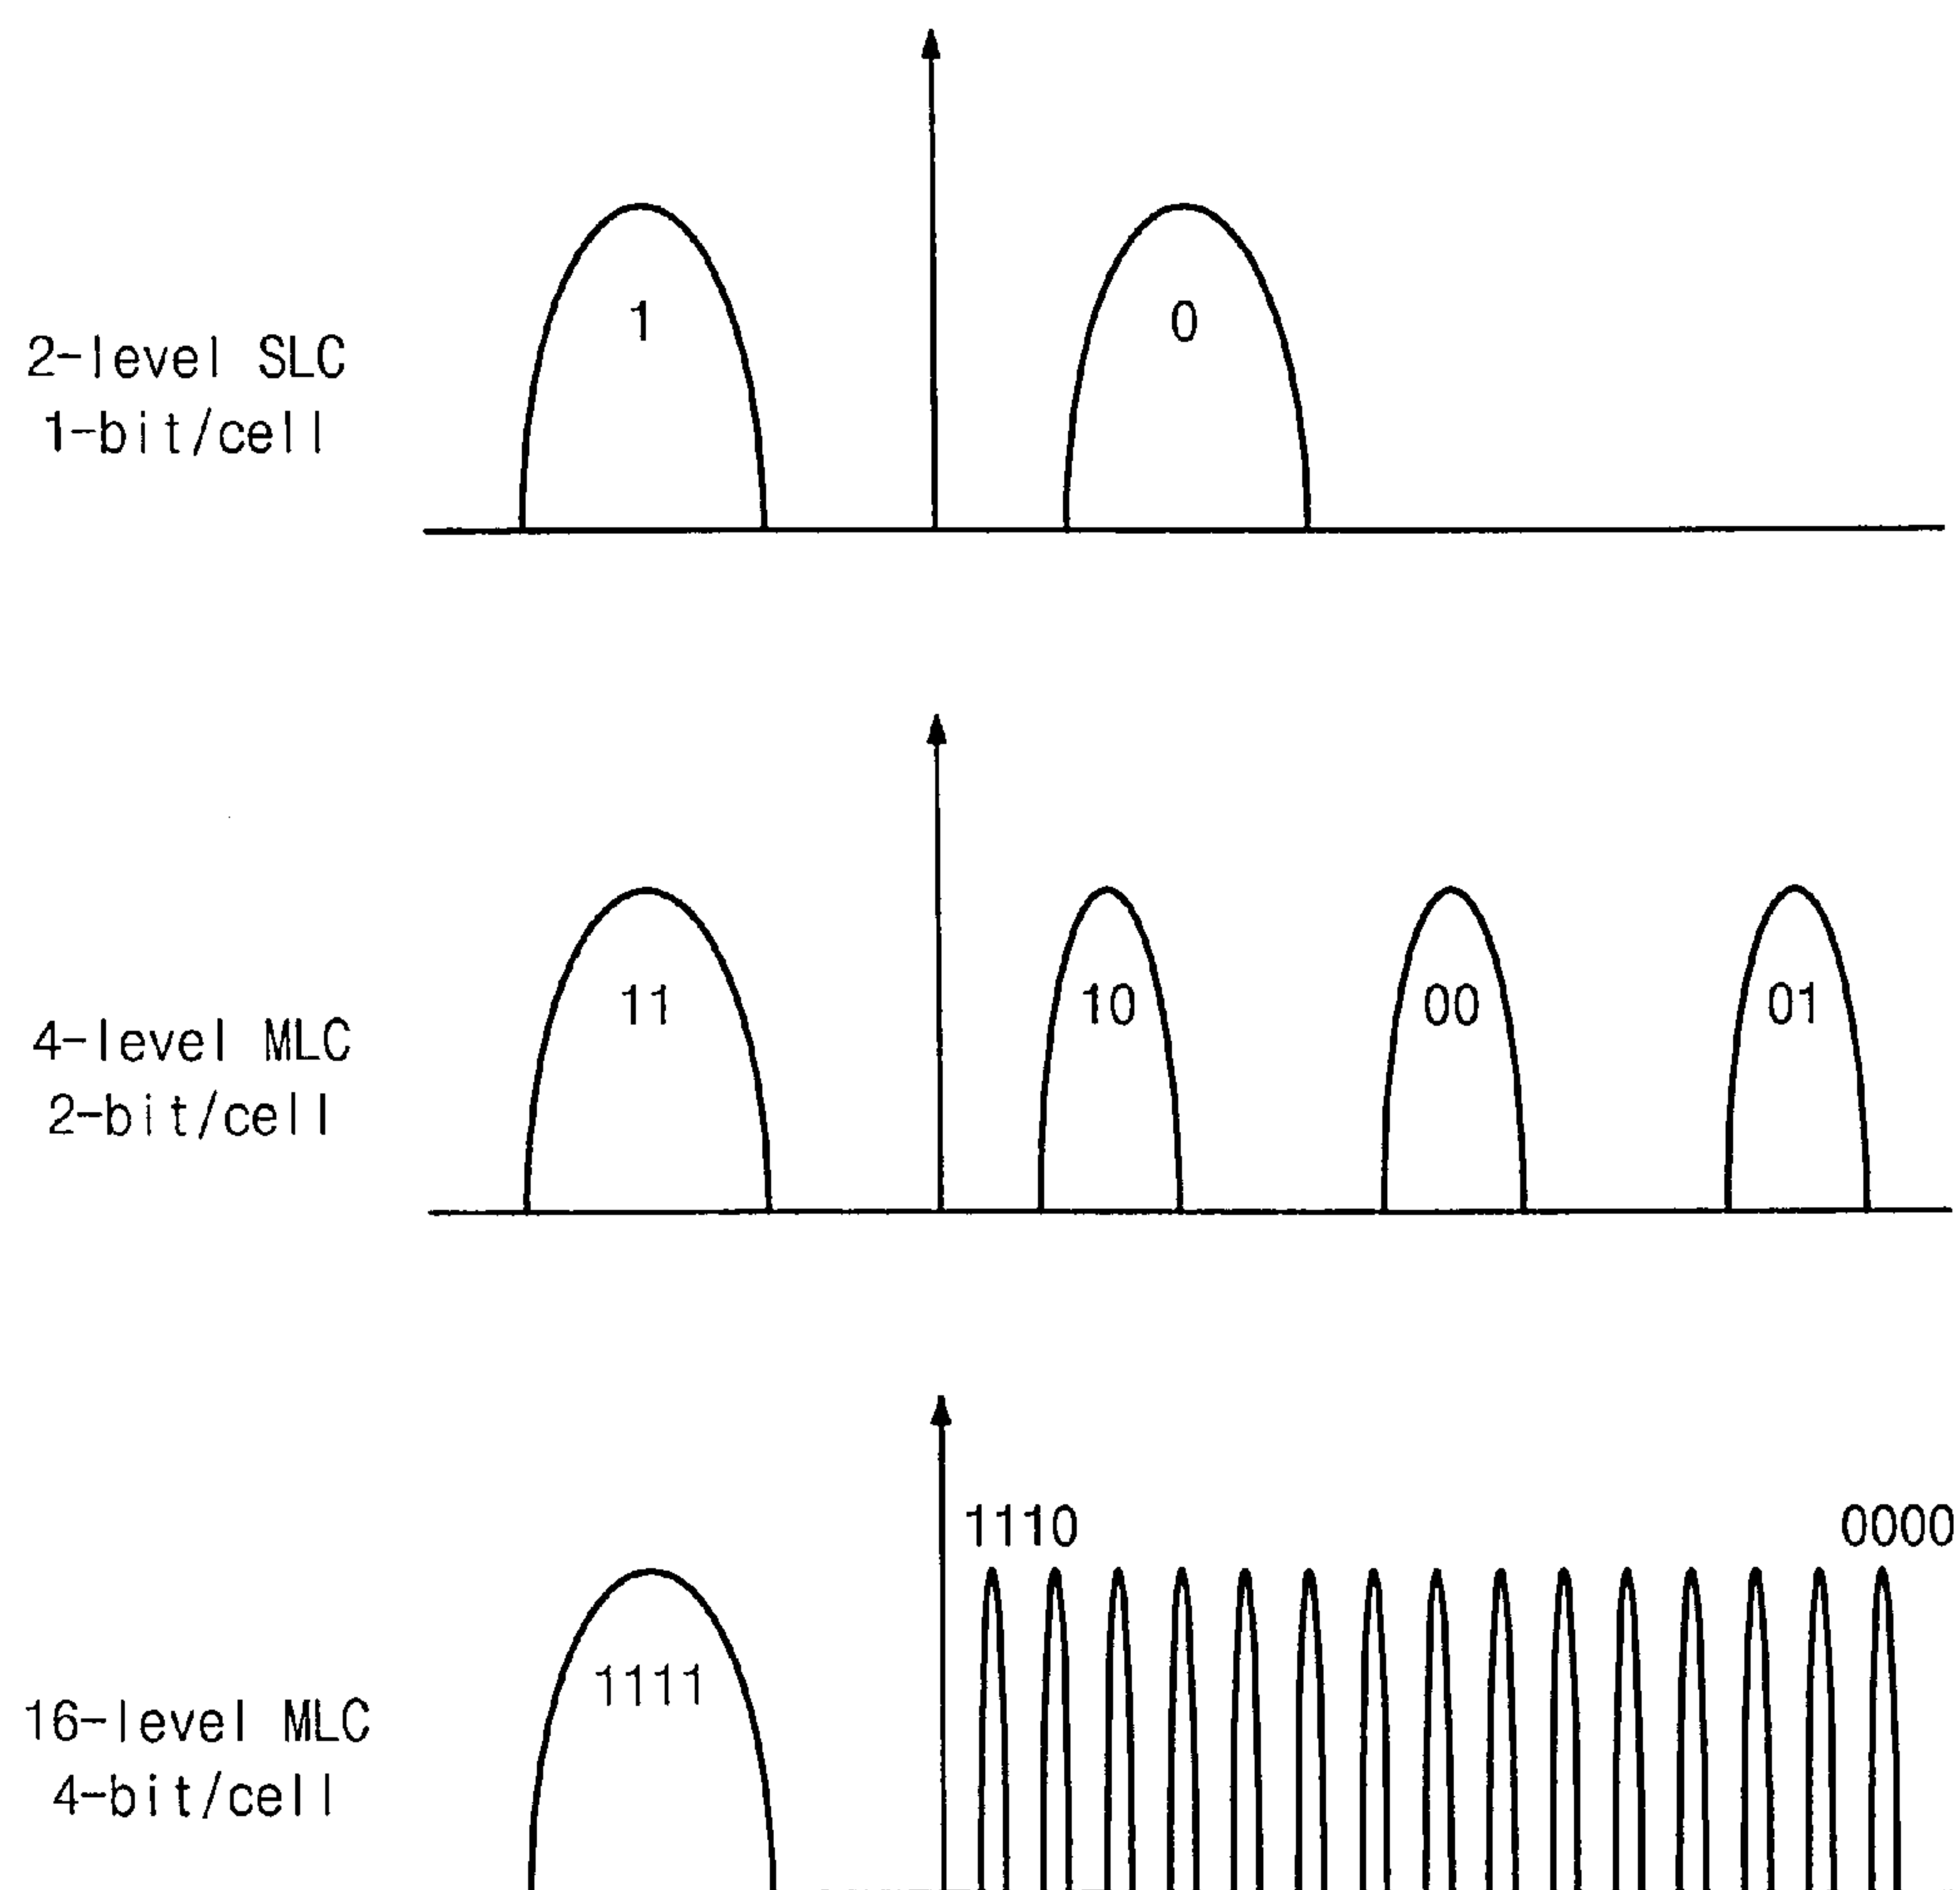 1
0
2-level SLC
1-bit/cell
11
10
00
01
4-level MLC
2-bit/cell
1110
0000
1111
16-level MLC
4-bit/cell